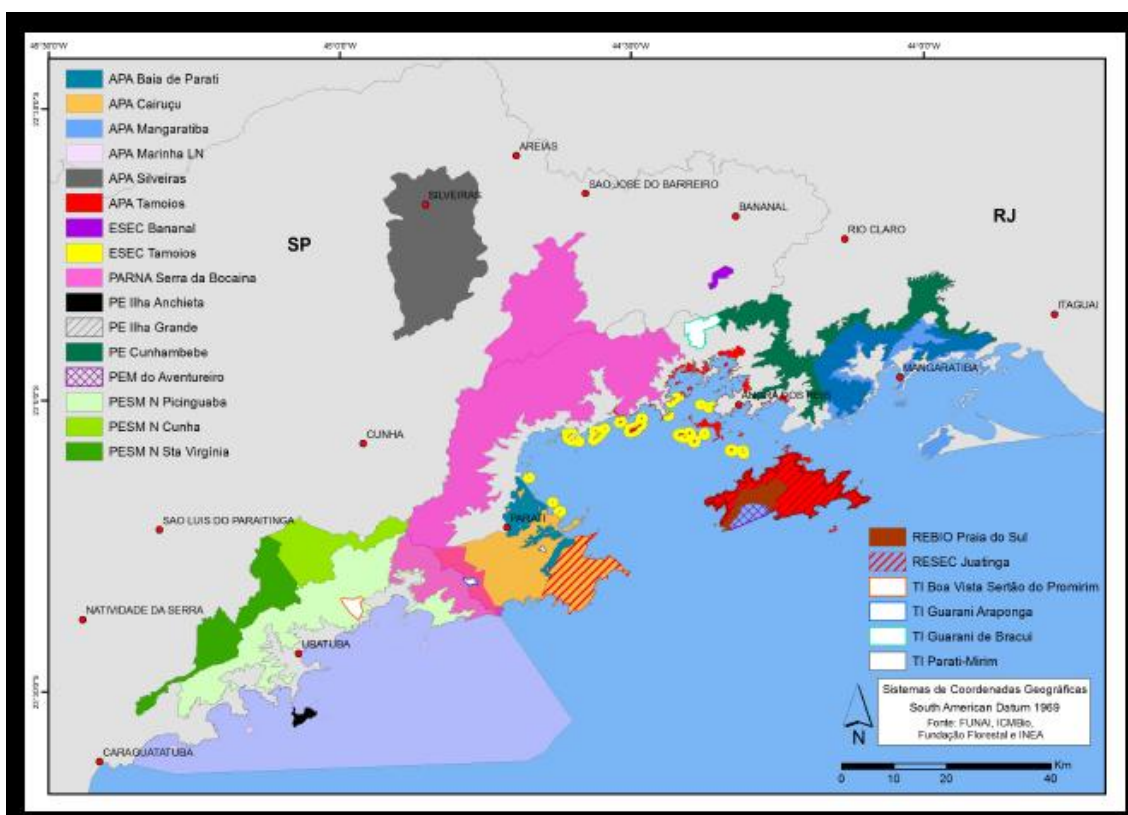 45°0'0"W
44°30'0"W
44°0'0"W
APA Baia de Parati
APA Cairuçu
APA Mangaratiba
APA Marinha LN
APA Silveiras
APA Tamoios
ESEC Bananal
ESEC Tamoios
PARNA Serra da Bocaina
PE Ilha Anchieta
PE Ilha Grande
PE Cunhambebe
PEM do Aventureiro
PESM N Picinguaba
PESM N Cunha
PESM N Sta Virgínia
AREIAS
SAO JOSE DO BARREIRO
SILVEIRAS
BANANAL
RIO CLARO
SP
RJ
ITAGUAI
MANGARATIBA
ANGRA DOS REIS
CUNHA
PARATI
SAO LUIS DO PARAITINGA
NATIVIDADE DA SERRA
UBATUBA
CARAGUATATUBA
REBIO Praia do Sul
RESEC Juatinga
TI Boa Vista Sertão do Promirim
TI Guarani Araponga
TI Guarani de Bracui
TI Parati-Mirim
Sistemas de Coordenadas Geográficas
South American Datum 1969
Fonte: FUNAI, ICMBio,
Fundação Florestal e INEA
N
Km
0 10 20 40